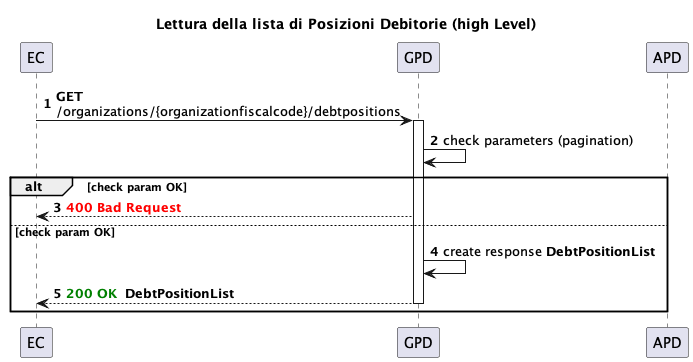 Lettura della lista di Posizioni Debitorie (high Level)
EC GPD APD
1 GET
/organizations/{organizationfiscalcode}/debtpositions
2 check parameters (pagination)
alt [check param OK]
3 400 Bad Request
[check param OK]
4 create response DebtPositionList
5 200 OK DebtPositionList
EC GPD APD